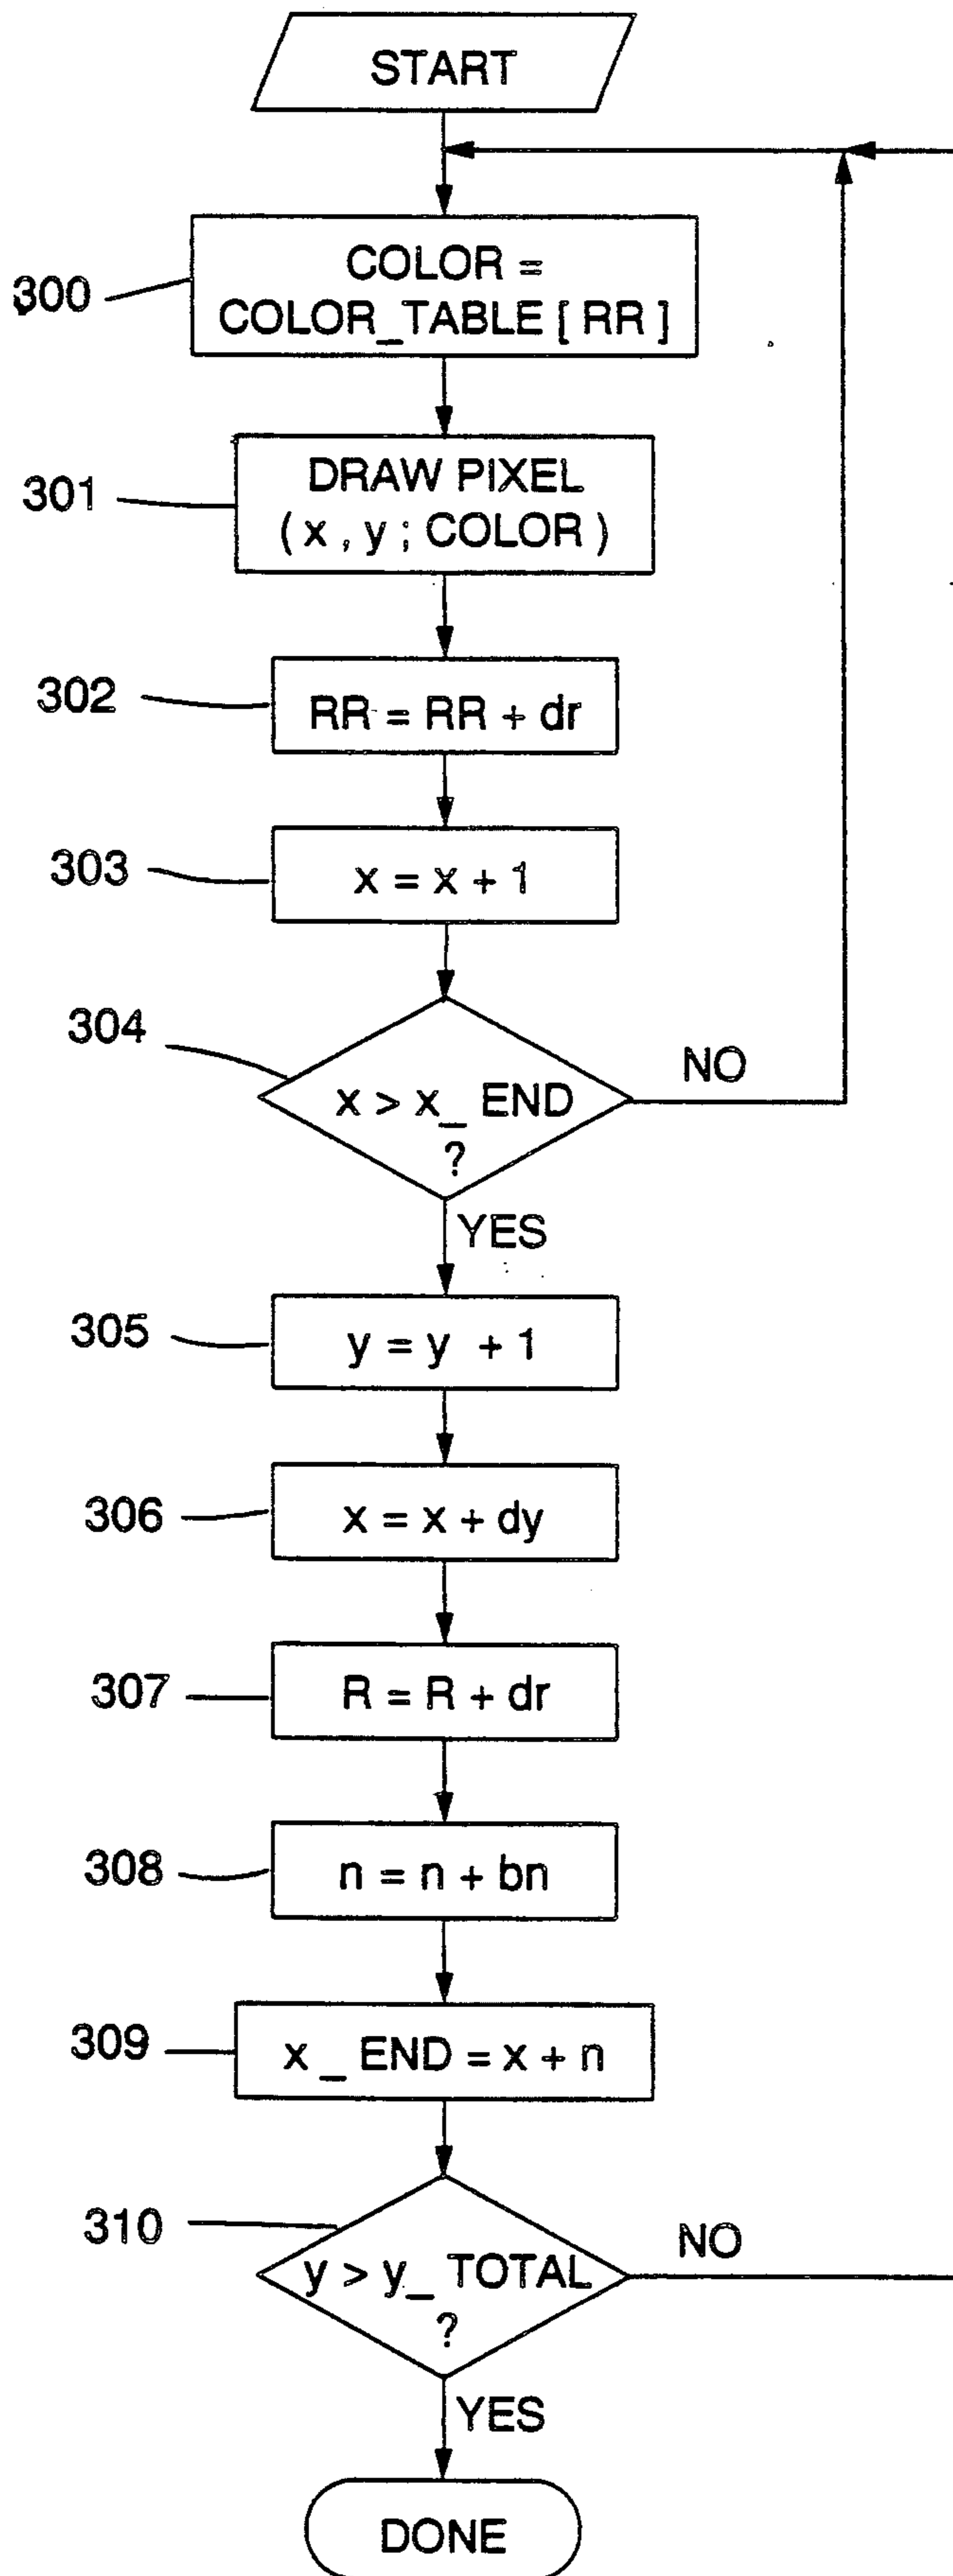 START
300
COLOR =
COLOR_TABLE [ RR ]
301
DRAW PIXEL
( x , y ; COLOR )
302
RR = RR + dr
303
x = x + 1
304
x > x_ END
?
NO
YES
305
y = y + 1
306
x = x + dy
307
R = R + dr
308
n = n + bn
309
x _ END = x + n
310
y > y_ TOTAL
?
NO
YES
DONE